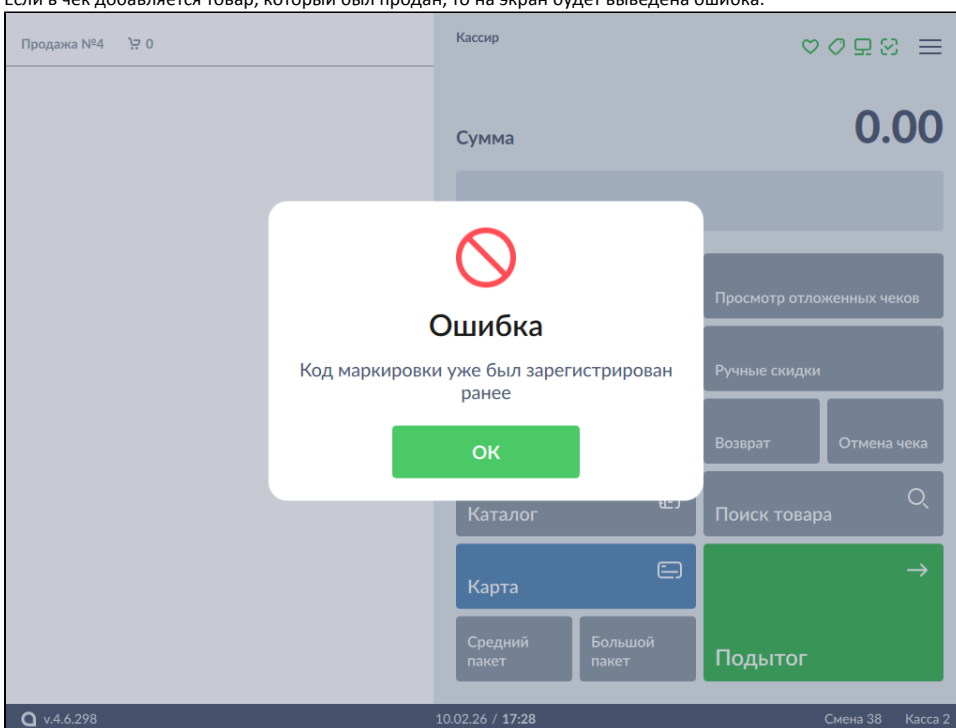 Если в чек добавляется товар, который был продан, то на экран будет выведена ошибка.
Продажа №4 0
Кассир
Сумма
0.00
Ошибка
Код маркировки уже был зарегистрирован
ранее
ОК
Просмотр отложенных чеков
Ручные скидки
Возврат
Отмена чека
Каталог
Поиск товара
Карта
Средний
пакет
Большой
пакет
Подытог
v.4.6.298
10.02.26 / 17:28
Смена 38 Касса 2